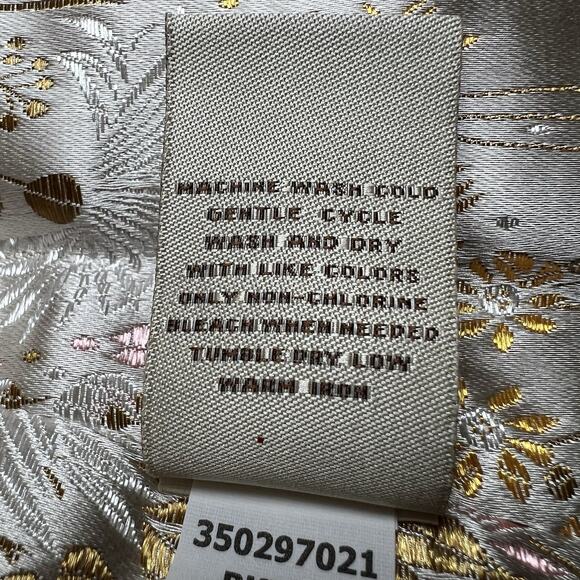 MACHINE WASH COLD
GENTLE CYCLE
WASH AND DRY
WITH LIKE COLORS
ONLY NON-CHLORINE
BLEACH WHEN NEEDED
TUMBLE DRY LOW
WARM IRON
350297021